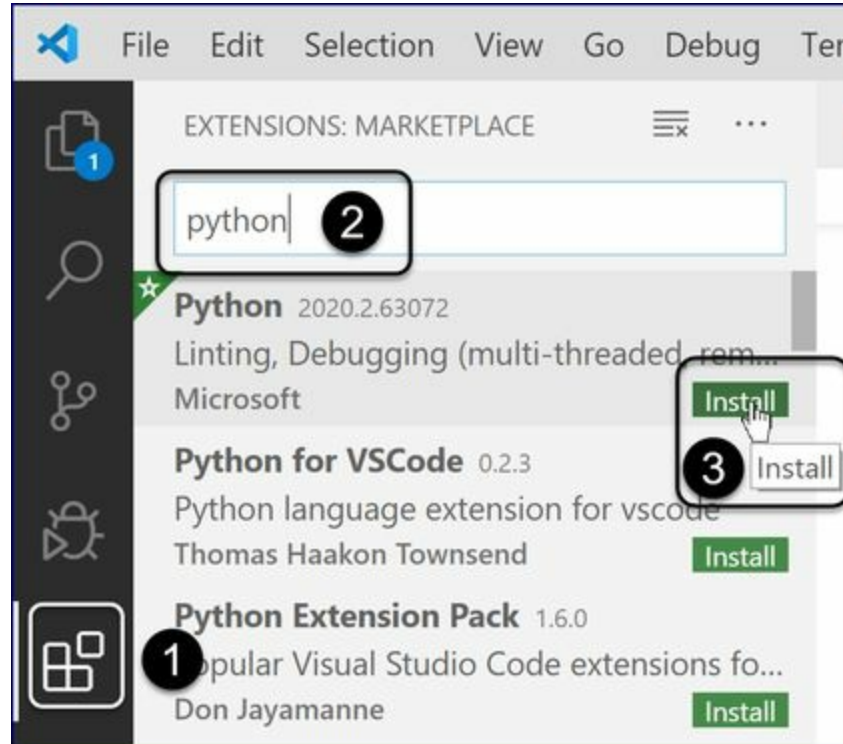 File Edit Selection View Go Debug Ter
EXTENSIONS: MARKETPLACE
1
python 2
Python 2020.2.63072
Linting, Debugging (multi-threaded, rem...
Microsoft Install
Python for VSCode 0.2.3
3 Install
Python language extension for vscode
Thomas Haakon Townsend Install
Python Extension Pack 1.6.0
1 opular Visual Studio Code extensions fo...
Don Jayamanne Install